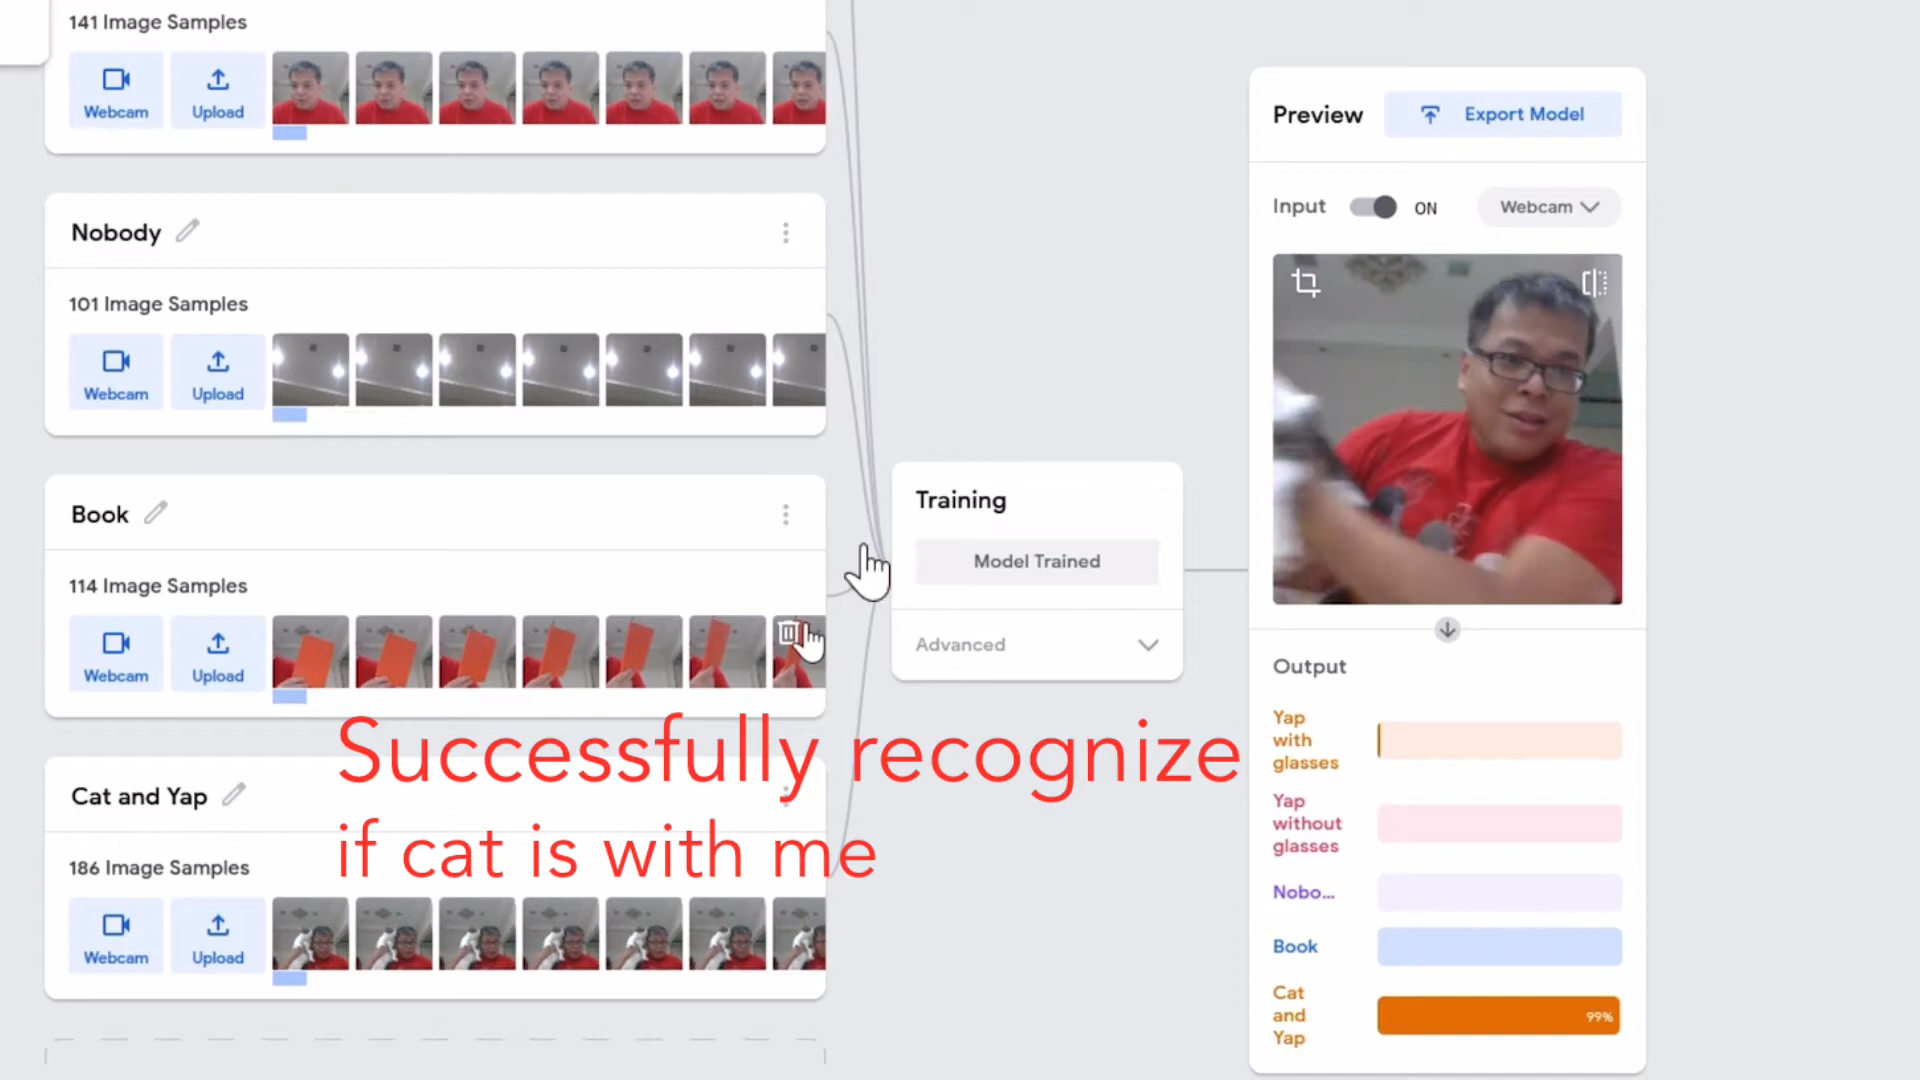 141 Image Samples
Webcam
Upload
Nobody
101 Image Samples
Webcam
Upload
Book
114 Image Samples
Webcam
Upload
Successfully recognize
if cat is with me
Cat and Yap
186 Image Samples
Webcam
Upload
Training
Model Trained
Advanced
Preview
Export Model
Input
ON
Webcam
Output
Yap
with
glasses
Yap
without
glasses
Nobo...
Book
Cat
and
Yap
99%